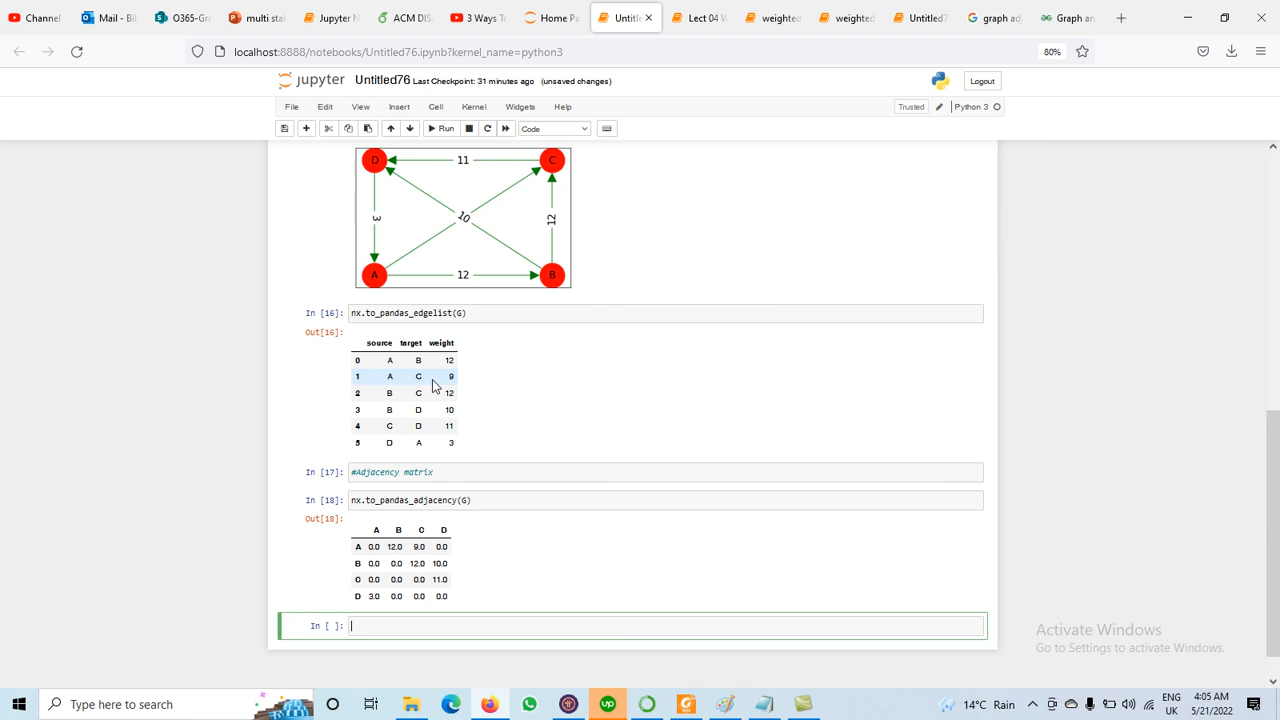 Channel
Mail - Bil
O365-Gr
multi stai
Jupyter N
ACM DIS
3 Ways To
Home Pa
Untitle
Lect 04 W
weighted
weighted
Untitled7
graph adj
Graph an
localhost:8888/notebooks/Untitled76.ipynb?kernel_name=python3
80%
jupyter Untitled76 Last Checkpoint: 31 minutes ago (unsaved changes)
Logout
File Edit View Insert Cell Kernel Widgets Help
Trusted
Python 3
Run
Code
D 11 C
3 10 12
A 12 B
In [16]: nx.to_pandas_edgelist(G)
Out[16]:
source target weight
0 A B 12
1 A C 9
2 B C 12
3 B D 10
4 C D 11
5 D A 3
In [17]: #Adjacency matrix
In [18]: nx.to_pandas_adjacency(G)
Out[18]:
A B C D
A 0.0 12.0 9.0 0.0
B 0.0 0.0 12.0 10.0
C 0.0 0.0 0.0 11.0
D 3.0 0.0 0.0 0.0
In [ ]:
Activate Windows
Go to Settings to activate Windows.
Type here to search
up
14°C Rain
ENG
UK
4:05 AM
5/21/2022